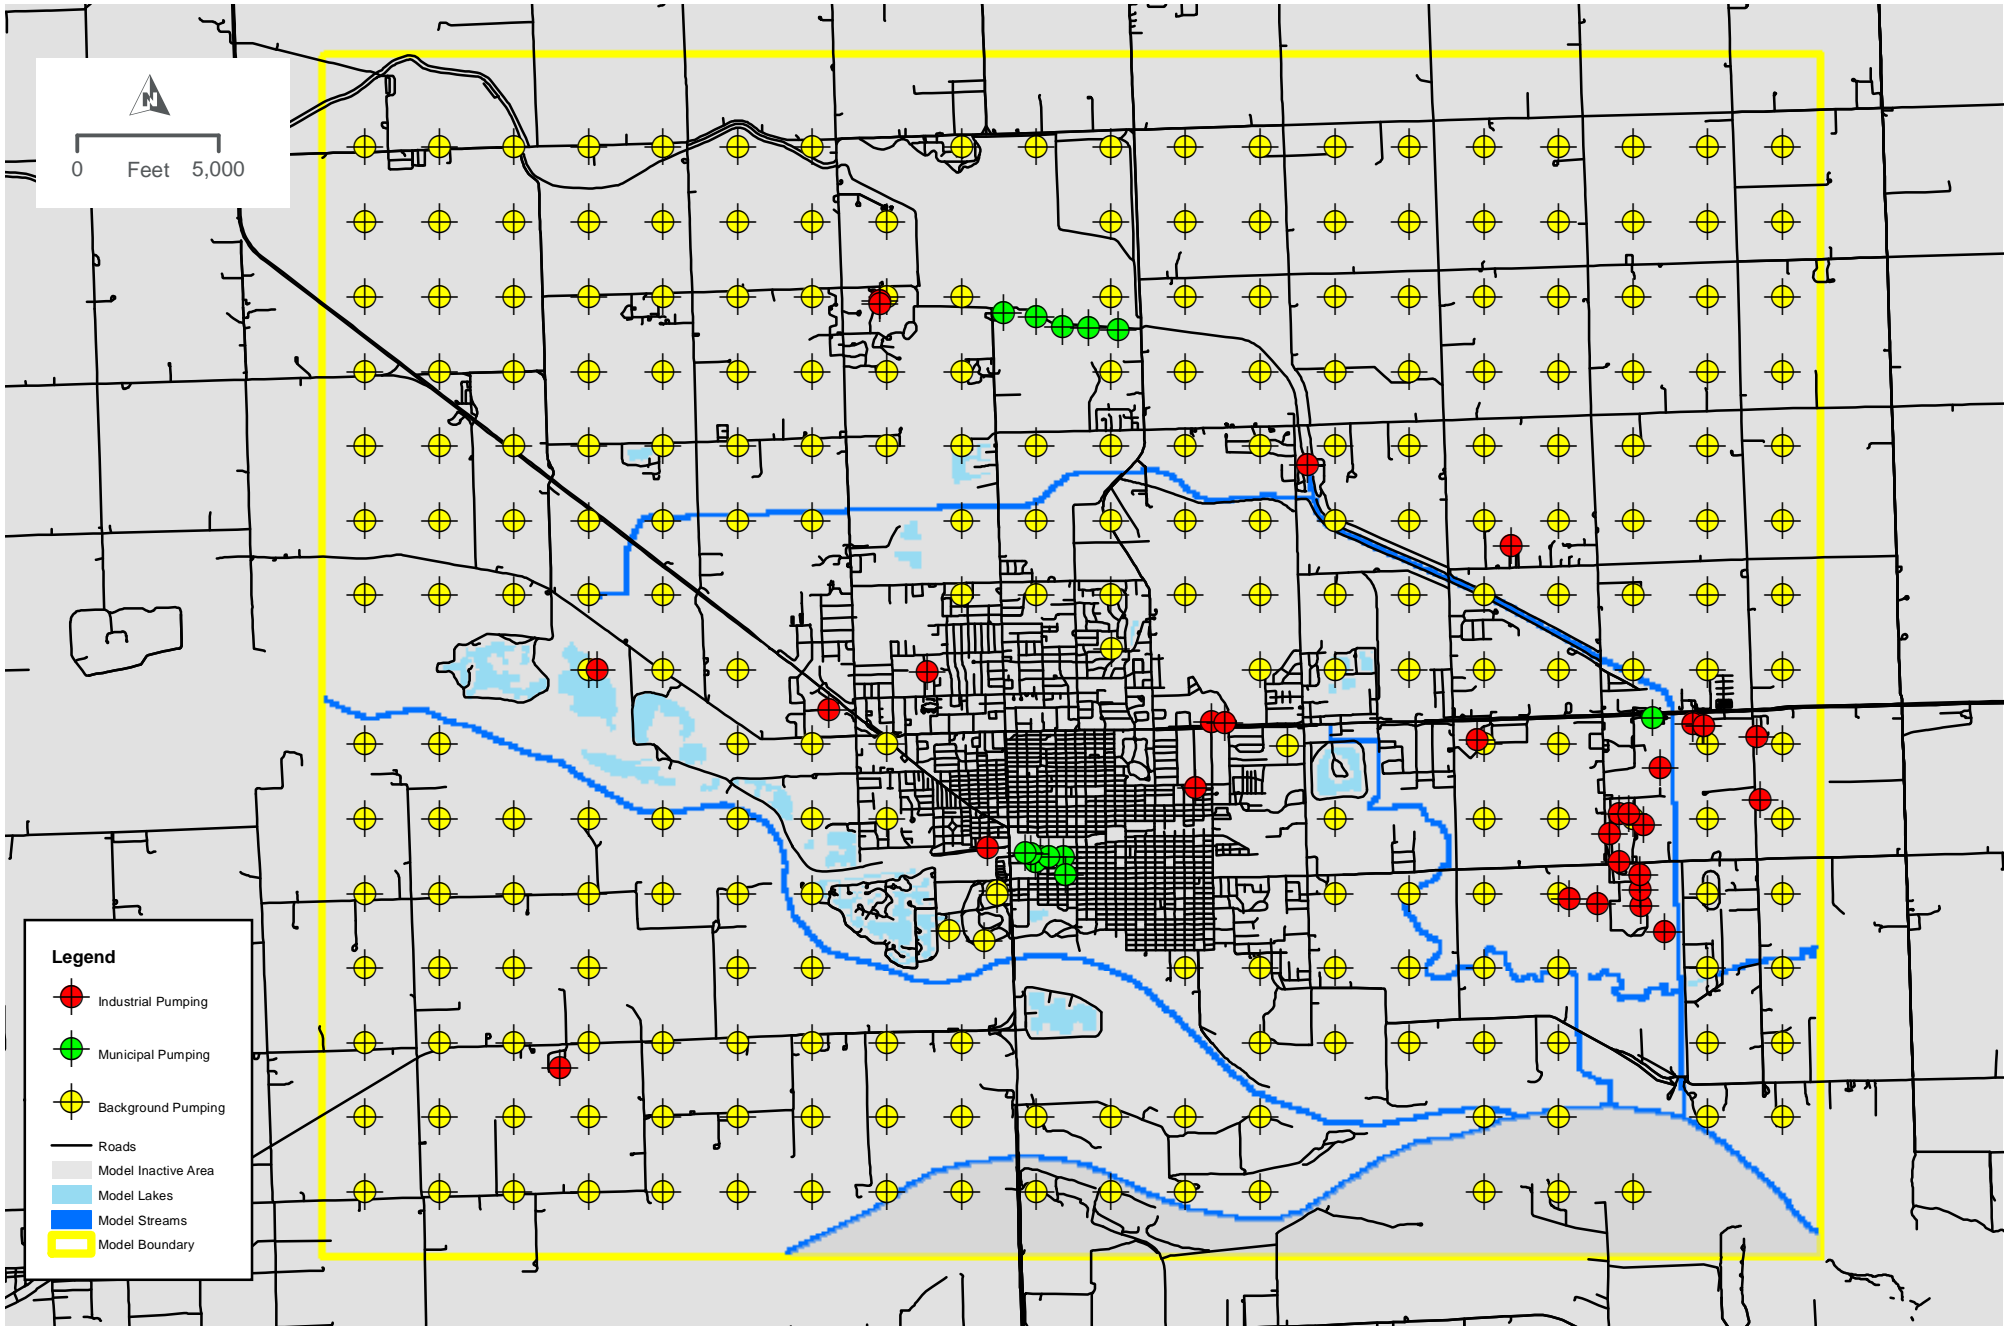 N
0 Feet 5,000
Legend
Industrial Pumping
Municipal Pumping
Background Pumping
Roads
Model Inactive Area
Model Lakes
Model Streams
Model Boundary